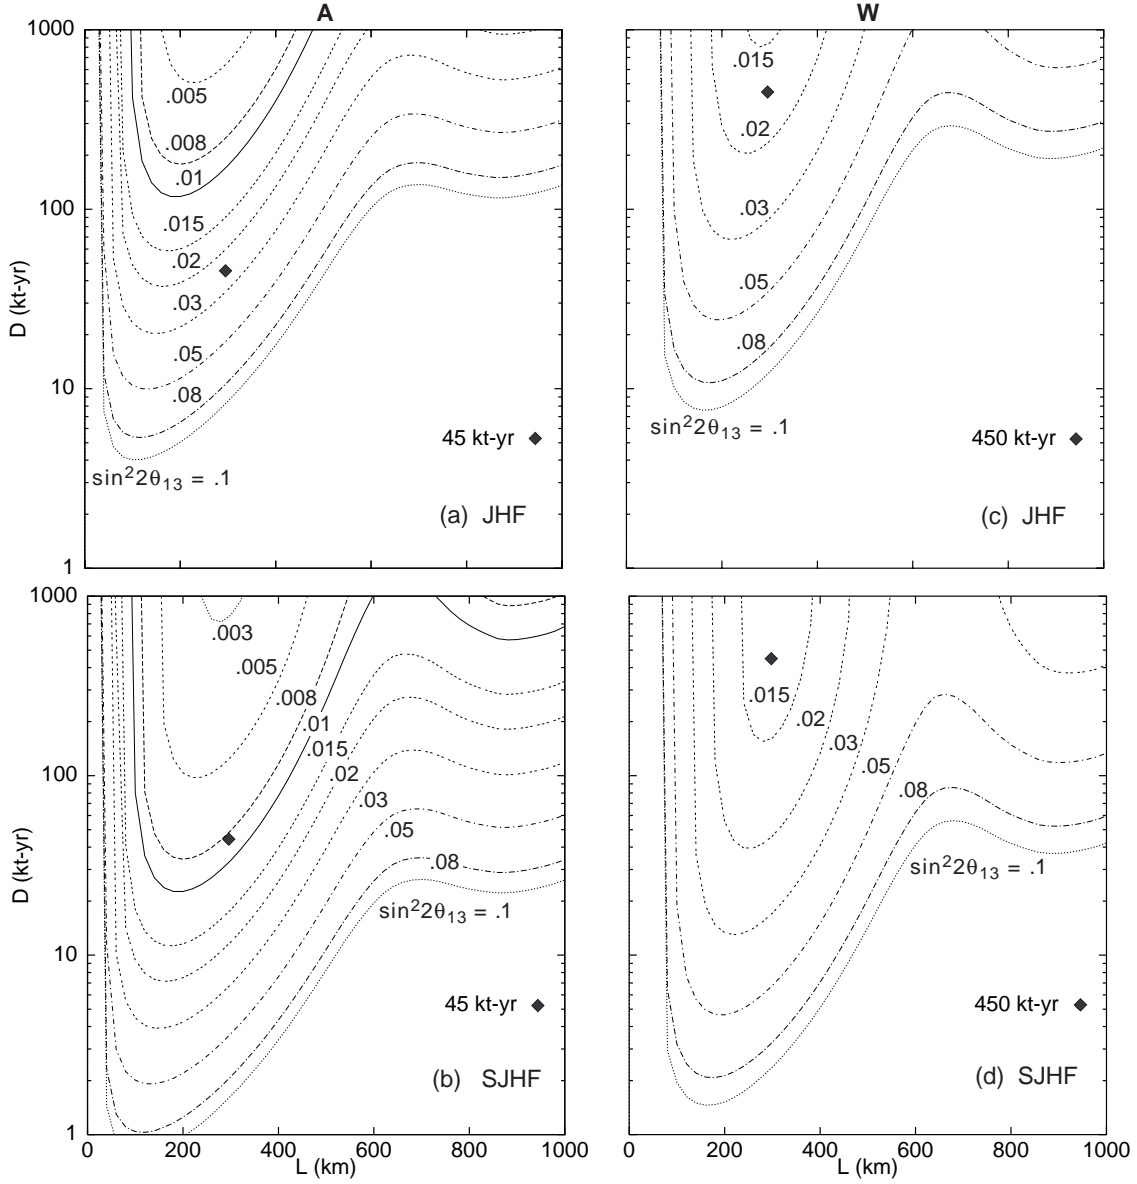 A
W
1000
100
10
1
D (kt-yr)
.005
.008
.01
.015
.02
.03
.05
.08
sin²2θ₁₃ = .1
45 kt-yr
(a) JHF
.015
.02
.03
.05
.08
sin²2θ₁₃ = .1
450 kt-yr
(c) JHF
1000
100
10
1
D (kt-yr)
.003
.005
.008
.01
.015
.02
.03
.05
.08
sin²2θ₁₃ = .1
45 kt-yr
(b) SJHF
0
200
400
600
800
1000
L (km)
.015
.02
.03
.05
.08
sin²2θ₁₃ = .1
450 kt-yr
(d) SJHF
0
200
400
600
800
1000
L (km)